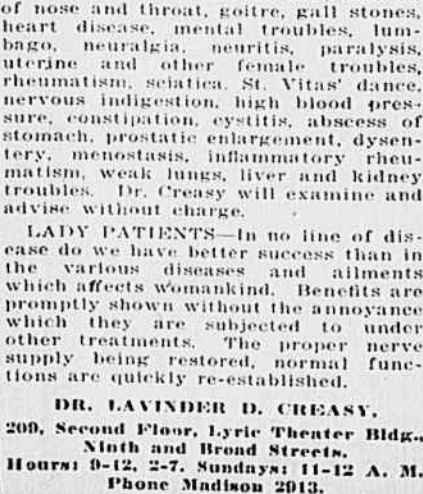 of nose and throat, goitre, gall stones,
heart disease, mental troubles, lum-
bago, neuralgia, neuritis, paralysis,
uterine and other female troubles,
rheumatism, sciatica, St. Vitas' dance,
nervous indigestion, high blood pres-
sure, constipation, cystitis, abscess of
stomach, prostatic enlargement, dysen-
tery, menostasis, inflammatory rheu-
matism, weak lungs, liver and kidney
troubles. Dr. Creasy will examine and
advise without charge.
LADY PATIENTS—In no line of dis-
ease do we have better success than in
the various diseases and ailments
which affects womankind. Benefits are
promptly shown without the annoyance
which they are subjected to under
other treatments. The proper nerve
supply being restored, normal func-
tions are quickly re-established.
DR. LAVINDER D. CREASY,
209, Second Floor, Lyric Theater Bldg.,
Ninth and Broad Streets.
Hours: 9-12, 2-7. Sundays: 11-12 A. M.
Phone Madison 2913.